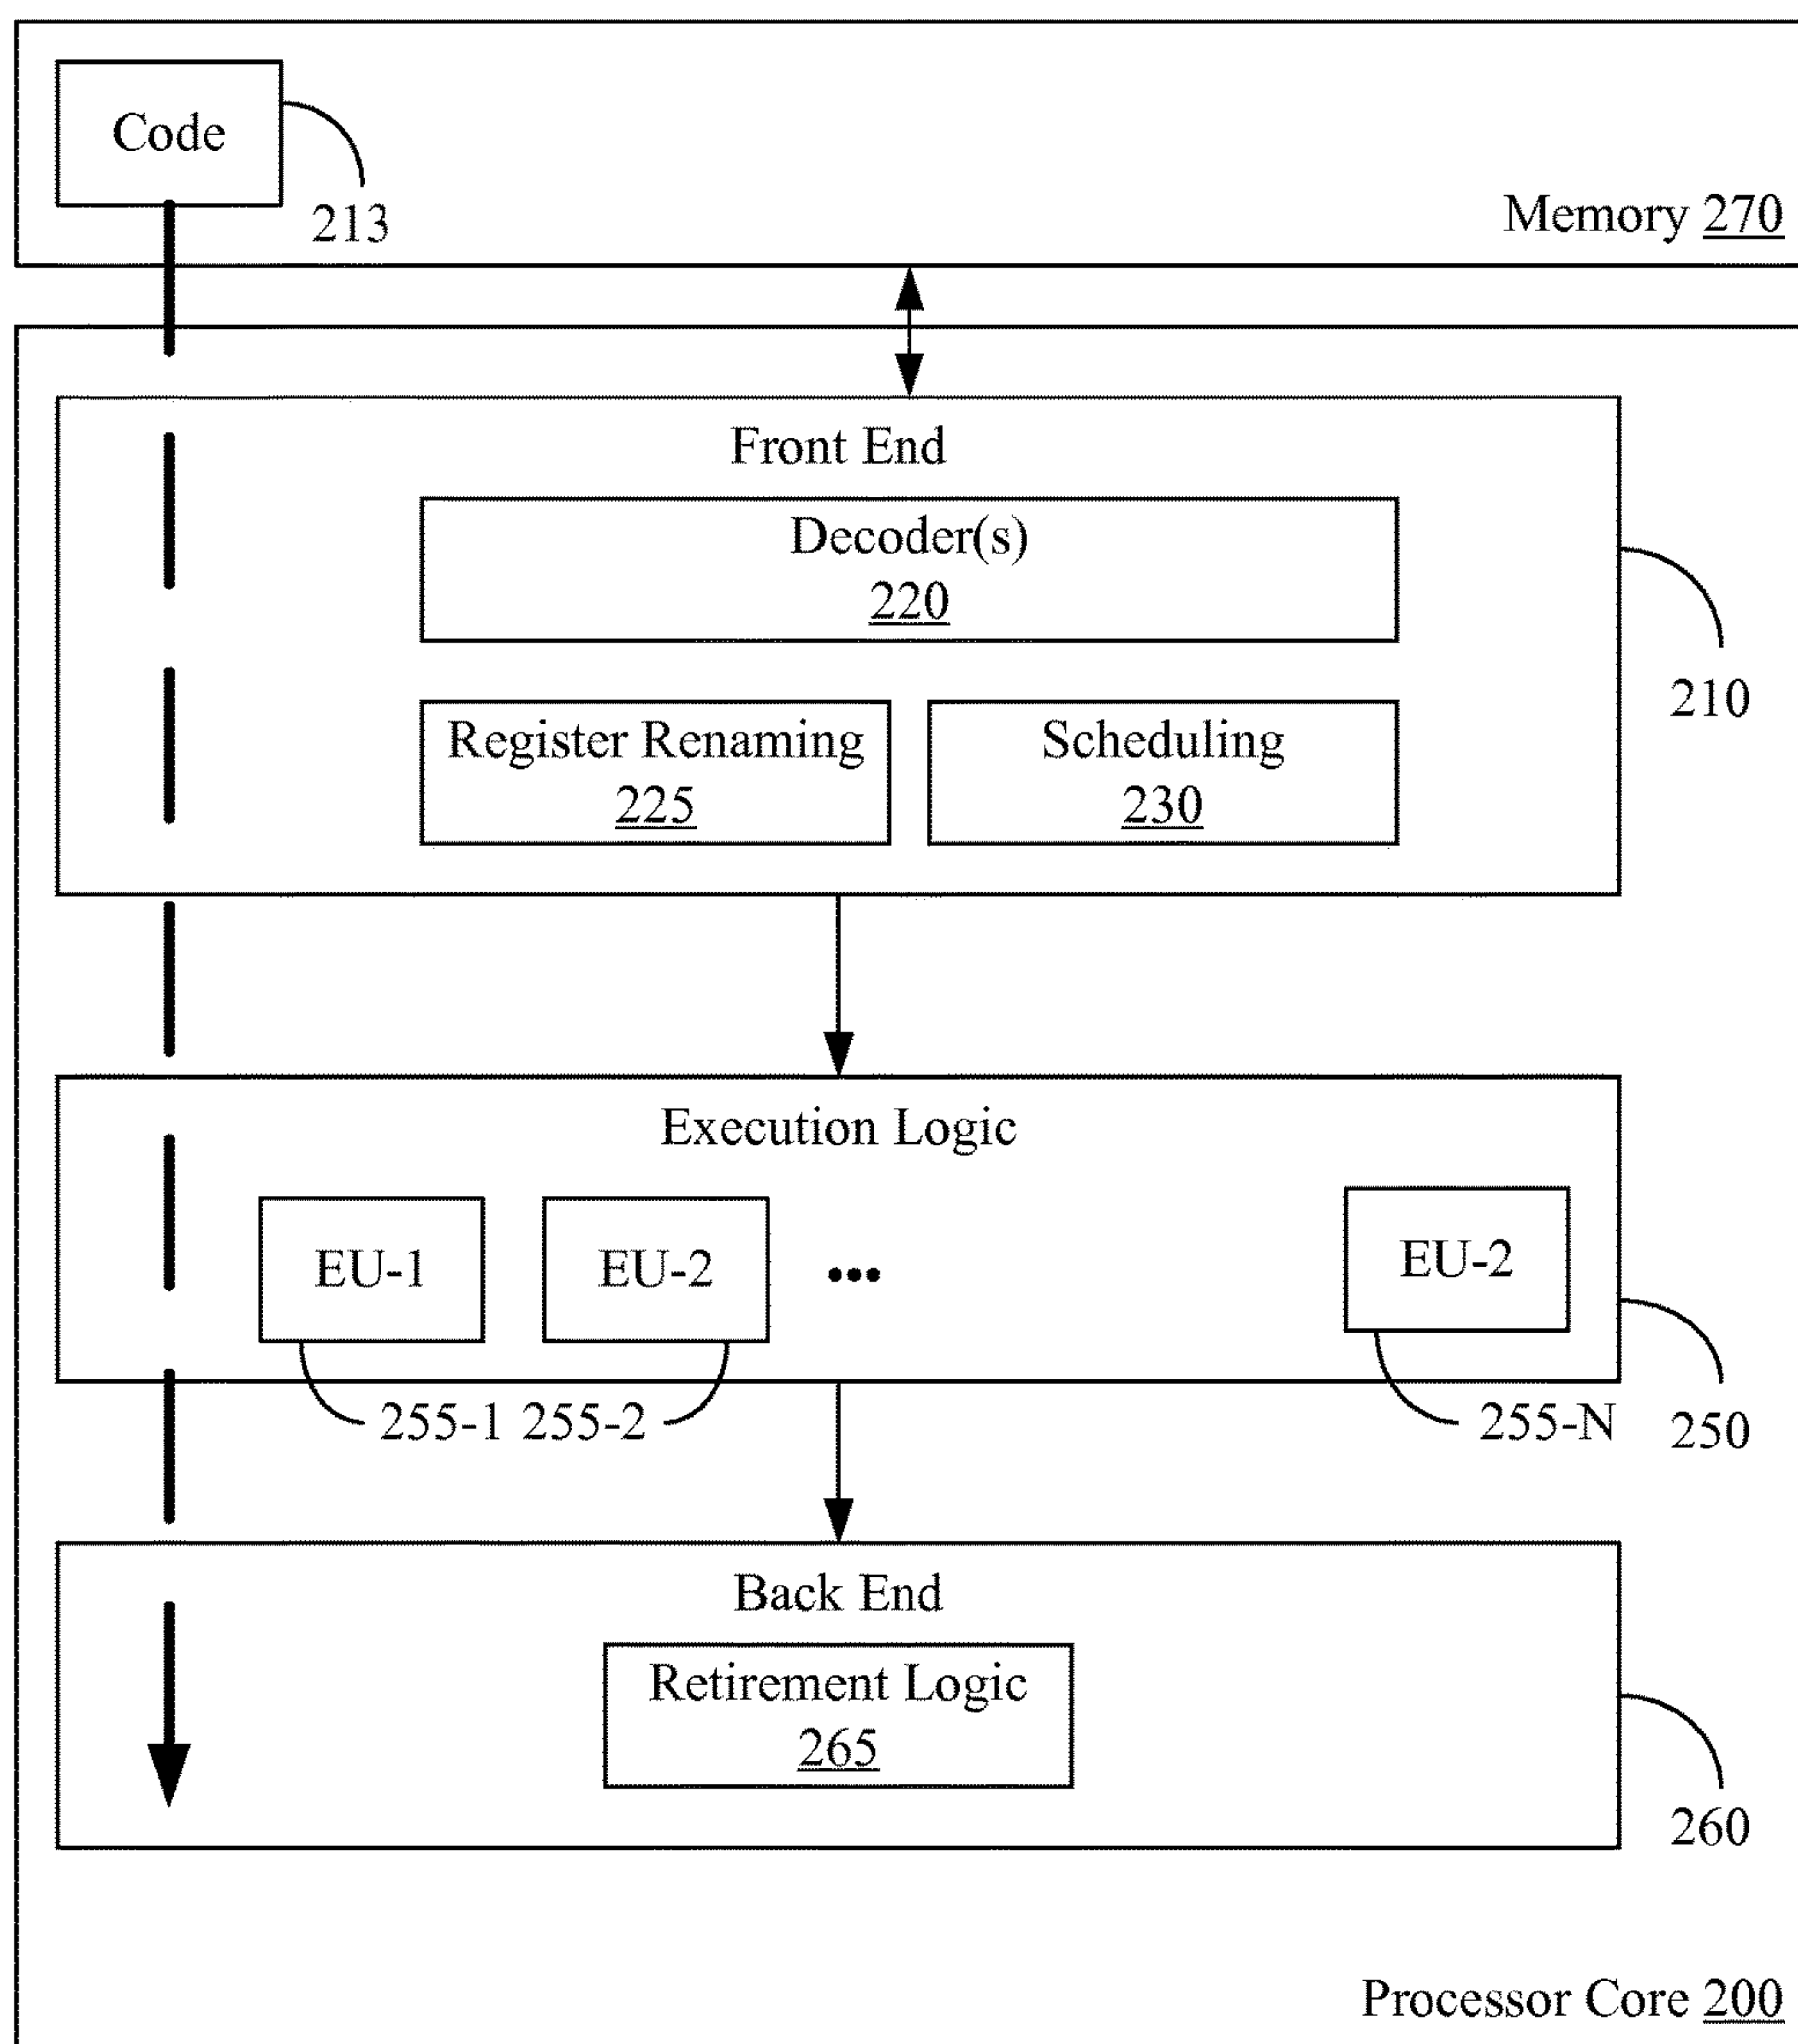 Code
213
Memory 270
Front End
Decoder(s)
220
210
Register Renaming
225
Scheduling
230
Execution Logic
EU-1
EU-2
•••
EU-2
255-1 255-2
255-N
250
Back End
Retirement Logic
265
260
Processor Core 200